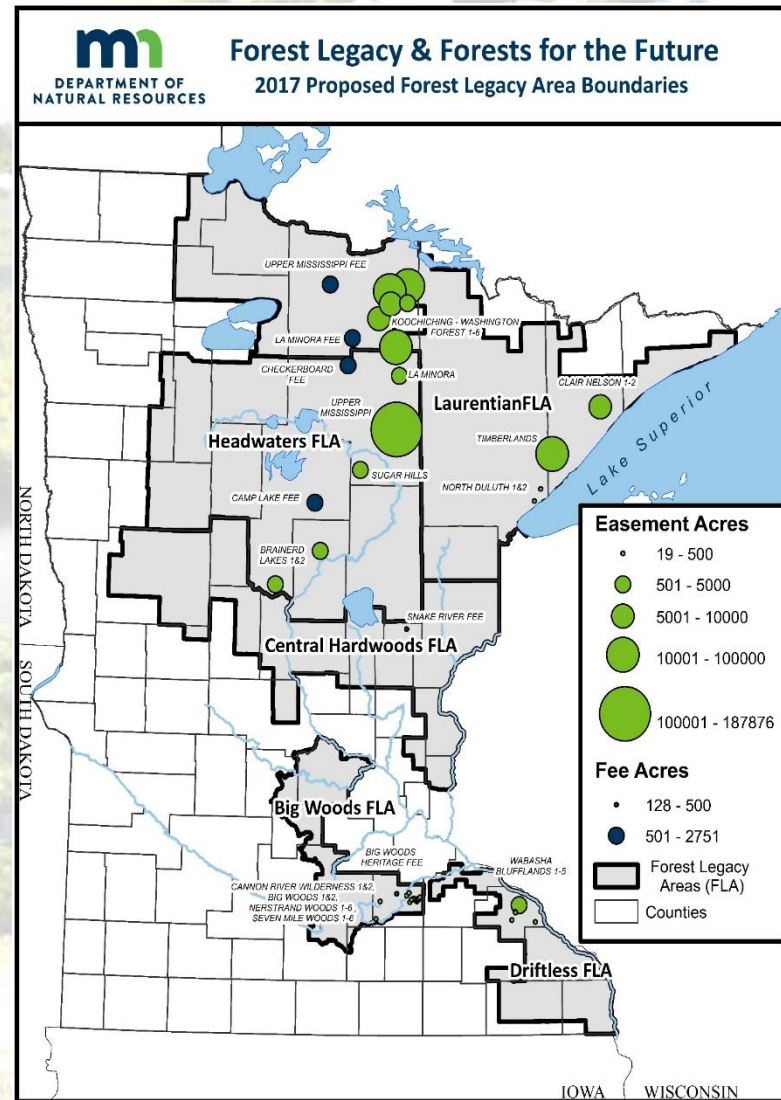 mn
DEPARTMENT OF
NATURAL RESOURCES
Forest Legacy & Forests for the Future
2017 Proposed Forest Legacy Area Boundaries
UPPER MISSISSIPPI FEE
KOOCHICHING - WASHINGTON
FOREST 1-6
LA MINORA FEE
CHECKERBOARD
FEE
LA MINORA
CLAIR NELSON 1-2
UPPER
MISSISSIPPI
LaurentianFLA
Headwaters FLA
TIMBERLANDS
Lake Superior
SUGAR HILLS
NORTH DULUTH 1&2
CAMP LAKE FEE
BRAINERD
LAKES 1&2
SNAKE RIVER FEE
Central Hardwoods FLA
NORTH DAKOTA
SOUTH DAKOTA
Big Woods FLA
BIG WOODS
HERITAGE FEE
WABASHA
BLUFFLANDS 1-5
CANNON RIVER WILDERNESS 1&2,
BIG WOODS 1&2,
NERSTRAND WOODS 1-6,
SEVEN MILE WOODS 1-6
Driftless FLA
IOWA
WISCONSIN
Easement Acres
19 - 500
501 - 5000
5001 - 10000
10001 - 100000
100001 - 187876
Fee Acres
128 - 500
501 - 2751
Forest Legacy
Areas (FLA)
Counties